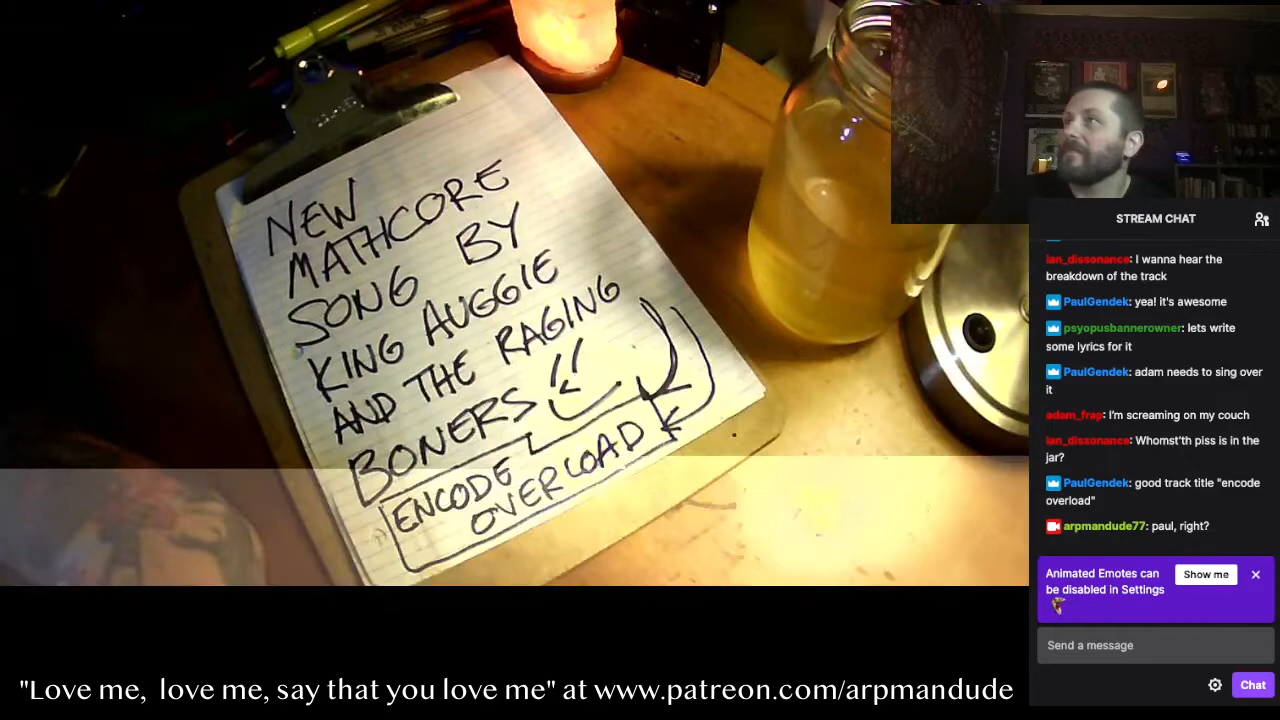 NEW
MATHCORE
SONG BY
KING AUGGIE
AND THE RAGING
BONERS!!
ENCODE
OVERLOAD
STREAM CHAT
ian_dissonance: I wanna hear the
breakdown of the track
PaulGendek: yea! it's awesome
psyopusbannerowner: lets write
some lyrics for it
PaulGendek: adam needs to sing over
it
adam_frap: I'm screaming on my couch
ian_dissonance: Whomst'th piss is in the
jar?
PaulGendek: good track title "encode
overload"
arpmandude77: paul, right?
Animated Emotes can
be disabled in Settings
Show me
Send a message
Chat
"Love me, love me, say that you love me" at www.patreon.com/arpmandude